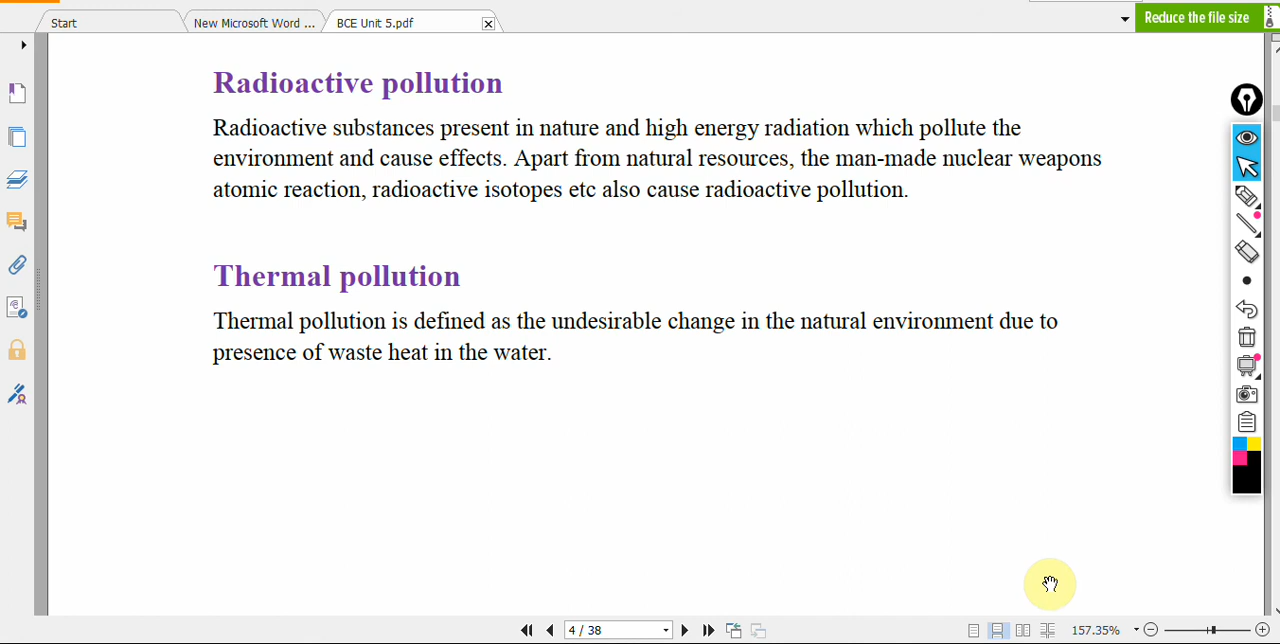 Start
New Microsoft Word ...
BCE Unit 5.pdf
Reduce the file size
Radioactive pollution
Radioactive substances present in nature and high energy radiation which pollute the
environment and cause effects. Apart from natural resources, the man-made nuclear weapons
atomic reaction, radioactive isotopes etc also cause radioactive pollution.
Thermal pollution
Thermal pollution is defined as the undesirable change in the natural environment due to
presence of waste heat in the water.
4 / 38
157.35%